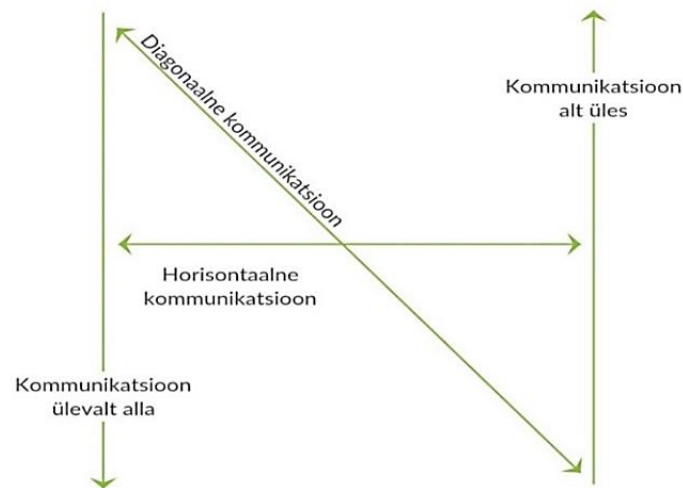 Diagonaalne kommunikatsioon
Kommunikatsioon
alt üles
Horisontaalne
kommunikatsioon
Kommunikatsioon
ülevalt alla